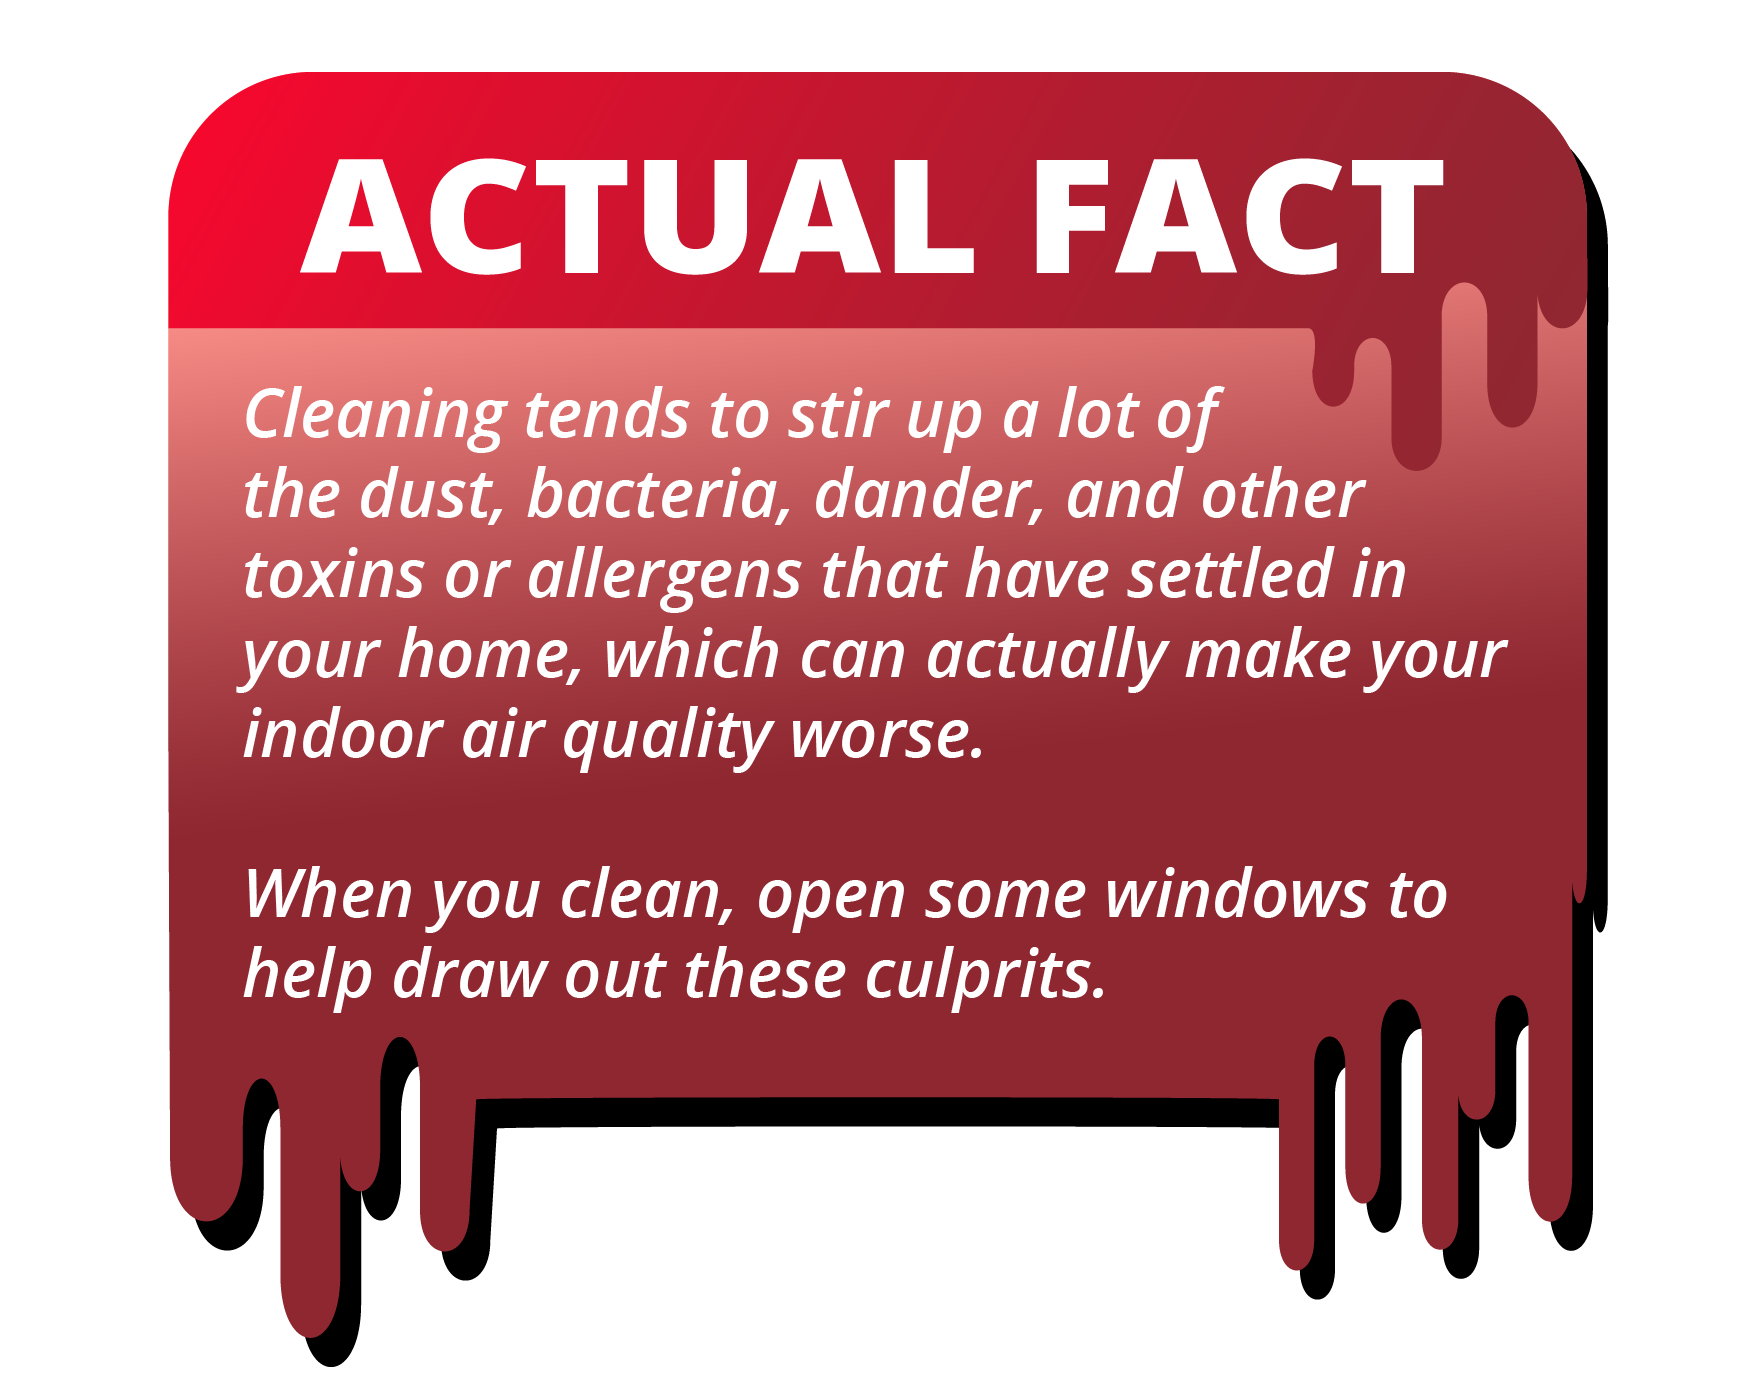 ACTUAL FACT
Cleaning tends to stir up a lot of
the dust, bacteria, dander, and other
toxins or allergens that have settled in
your home, which can actually make your
indoor air quality worse.
When you clean, open some windows to
help draw out these culprits.